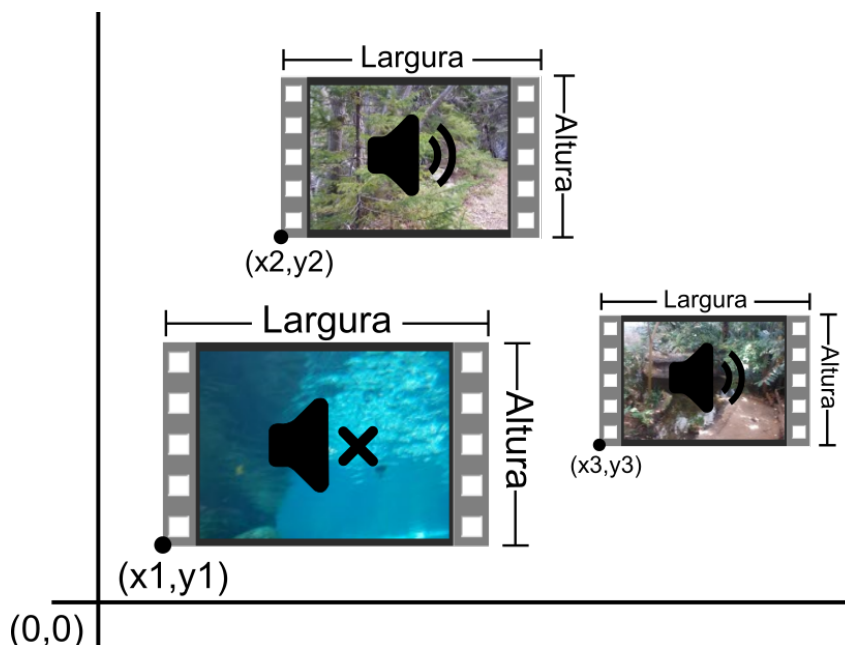 Largura
Altura
(x2,y2)
Largura
Altura
(x1,y1)
Largura
Altura
(x3,y3)
(0,0)